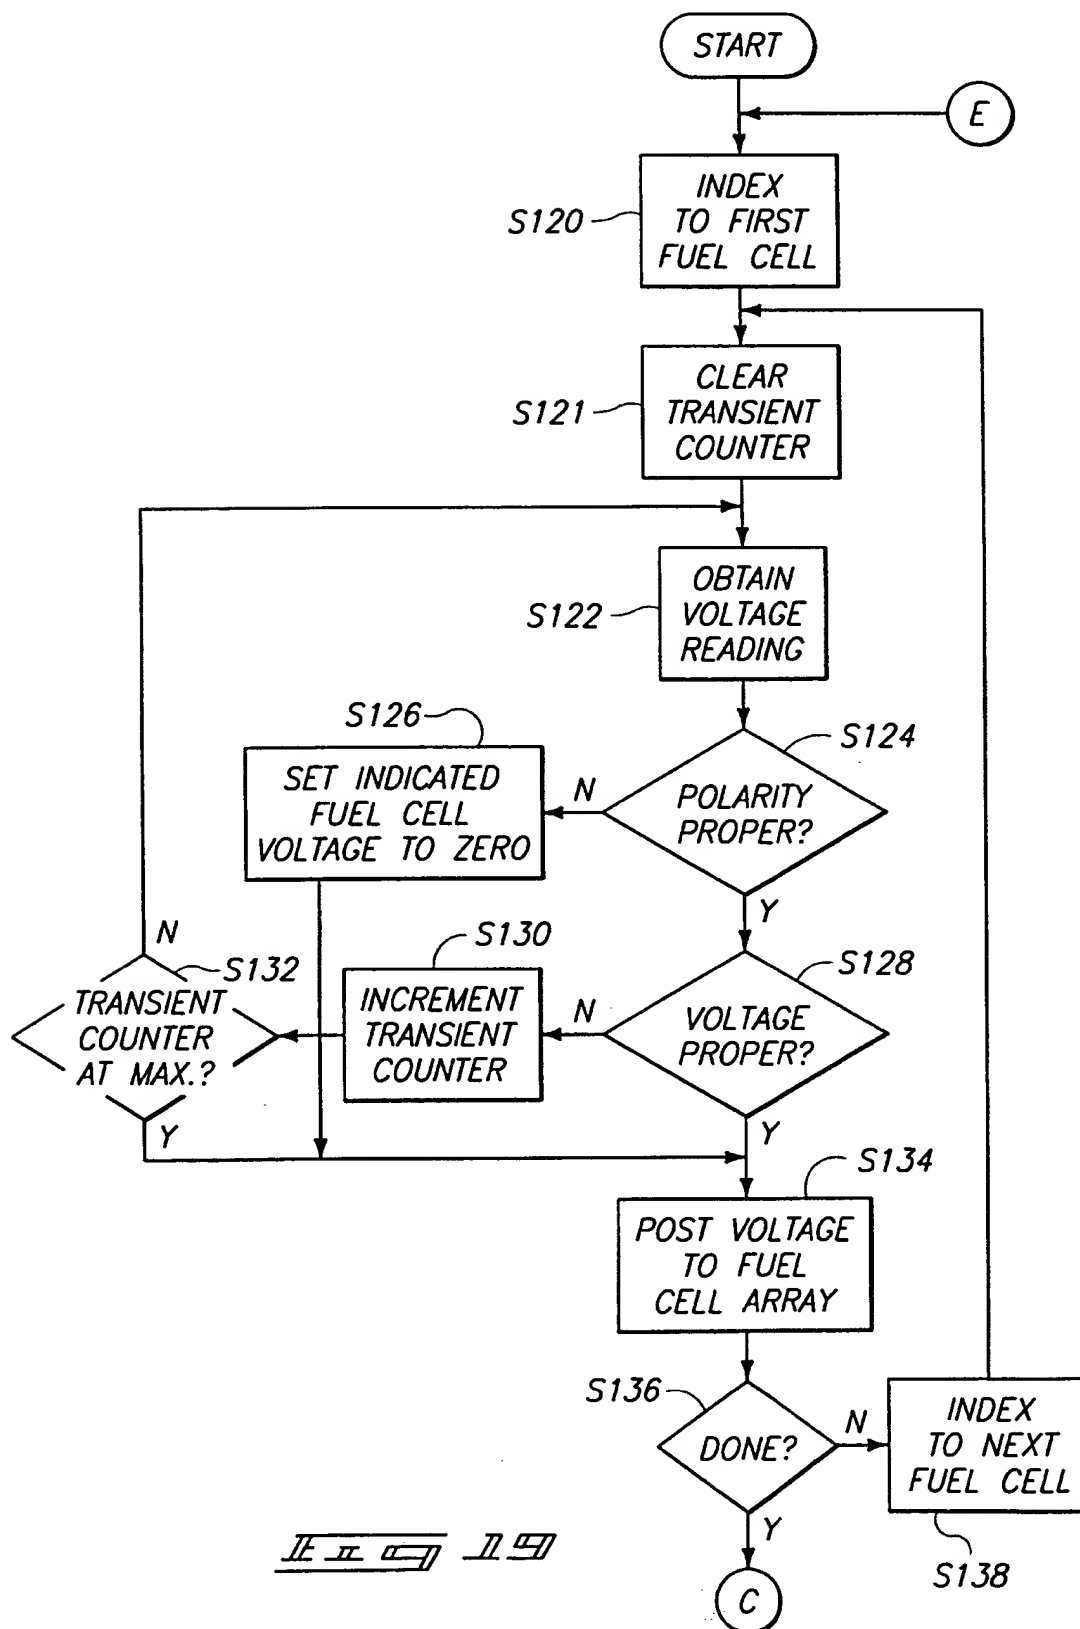 START
E
INDEX
TO FIRST
FUEL CELL
S120
CLEAR
TRANSIENT
COUNTER
S121
OBTAIN
VOLTAGE
READING
S122
S126
SET INDICATED
FUEL CELL
VOLTAGE TO ZERO
N
S124
POLARITY
PROPER?
Y
N
S132
TRANSIENT
COUNTER
AT MAX.?
Y
S130
INCREMENT
TRANSIENT
COUNTER
N
S128
VOLTAGE
PROPER?
Y
S134
POST VOLTAGE
TO FUEL
CELL ARRAY
S136
DONE?
N
INDEX
TO NEXT
FUEL CELL
S138
Y
C
FIG 19